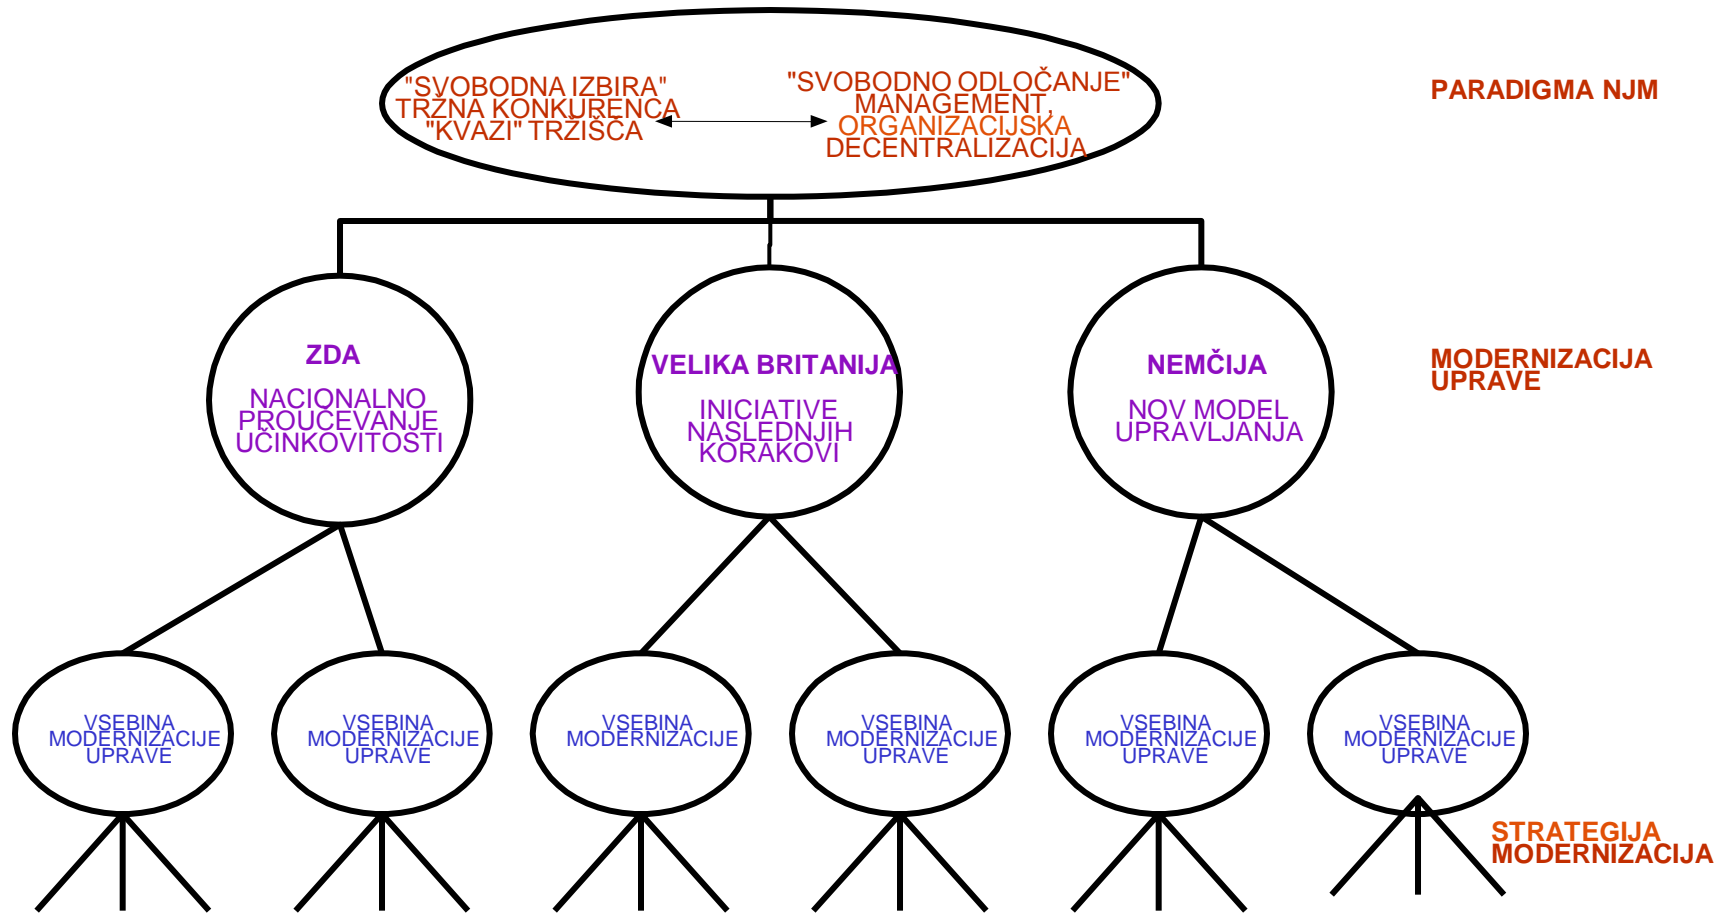 "SVOBODNA IZBIRA"
TRŽNA KONKURENCA
"KVAZI" TRŽIŠČA
"SVOBODNO ODLOČANJE"
MANAGEMENT,
ORGANIZACIJSKA
DECENTRALIZACIJA
PARADIGMA NJM
ZDA
NACIONALNO
PROUČEVANJE
UČINKOVITOSTI
VELIKA BRITANIJA
INICIATIVE
NASLEDNJIH
KORAKOVI
NEMČIJA
NOV MODEL
UPRAVLJANJA
MODERNIZACIJA
UPRAVE
VSEBINA
MODERNIZACIJE
UPRAVE
VSEBINA
MODERNIZACIJE
UPRAVE
VSEBINA
MODERNIZACIJE
VSEBINA
MODERNIZACIJE
UPRAVE
VSEBINA
MODERNIZACIJE
UPRAVE
VSEBINA
MODERNIZACIJE
UPRAVE
STRATEGIJA
MODERNIZACIJA